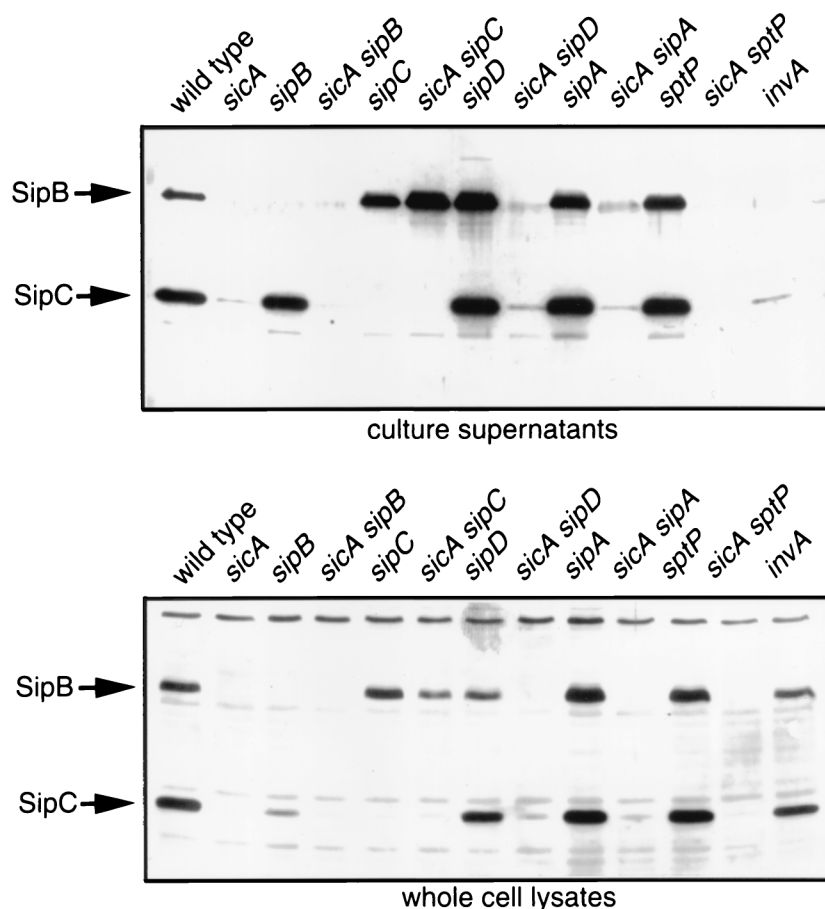 wild type sicA sipB sicA sipB sipC sicA sipC sipD sicA sipD sipA sicA sipA sptP sicA sptP invA
SipB
SipC
culture supernatants
wild type sicA sipB sicA sipB sipC sicA sipC sipD sicA sipD sipA sicA sipA sptP sicA sptP invA
SipB
SipC
whole cell lysates